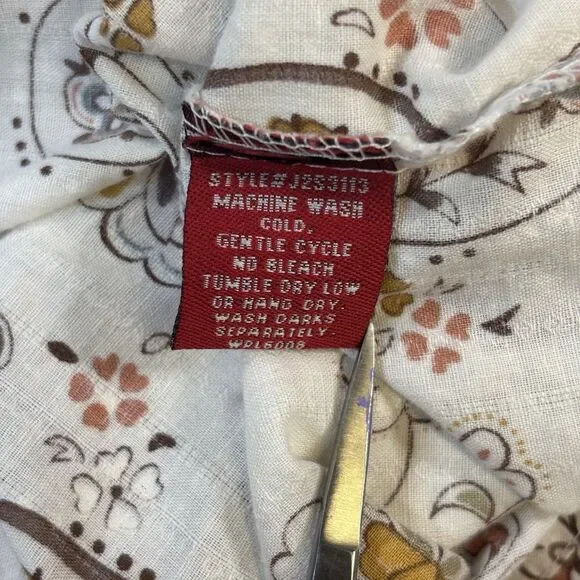 STYLE#J2S3113
MACHINE WASH
COLD.
GENTLE CYCLE
NO BLEACH
TUMBLE DRY LOW
OR HAND DRY.
WASH DARKS
SEPARATELY.
WPL6008